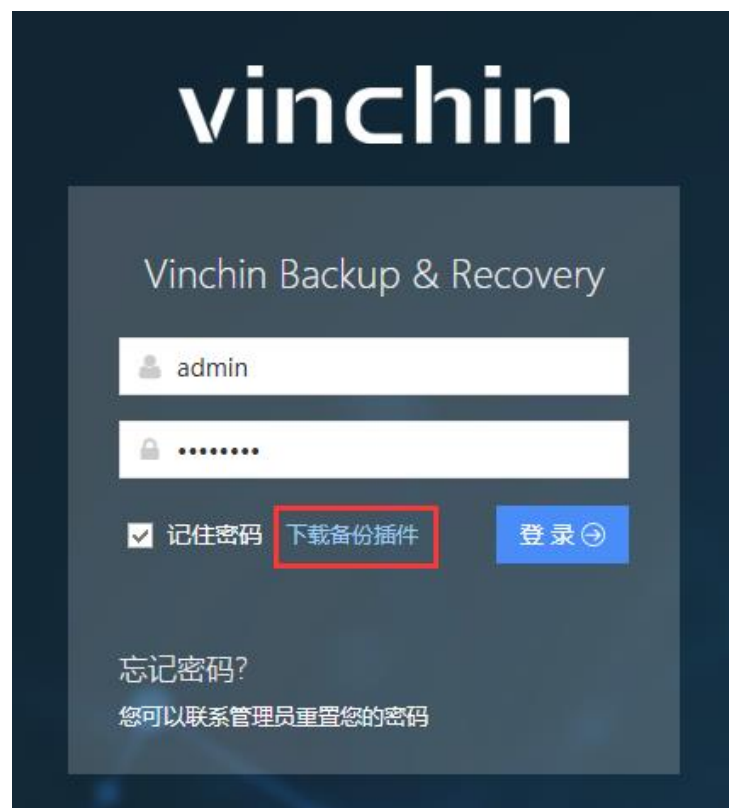 vinchin
Vinchin Backup & Recovery
admin
••••••••
记住密码 下载备份插件 登录
忘记密码?
您可以联系管理员重置您的密码